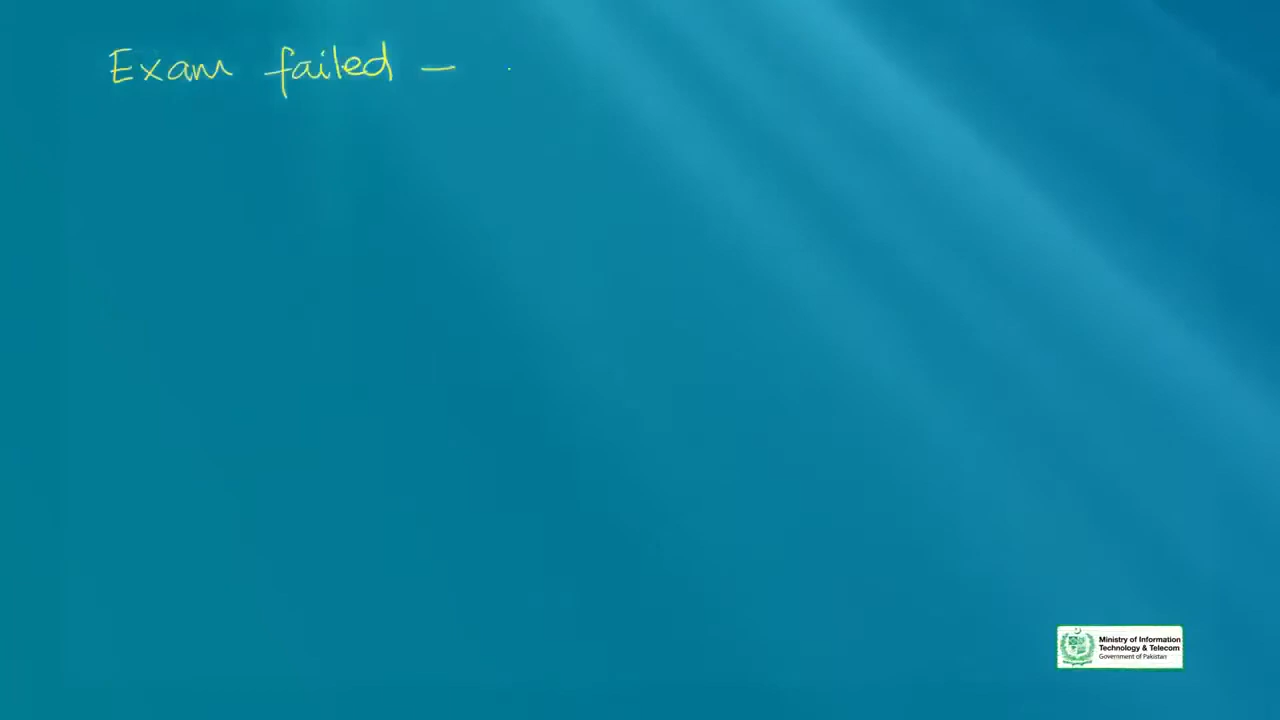 Exam failed –
Ministry of Information
Technology & Telecom
Government of Pakistan